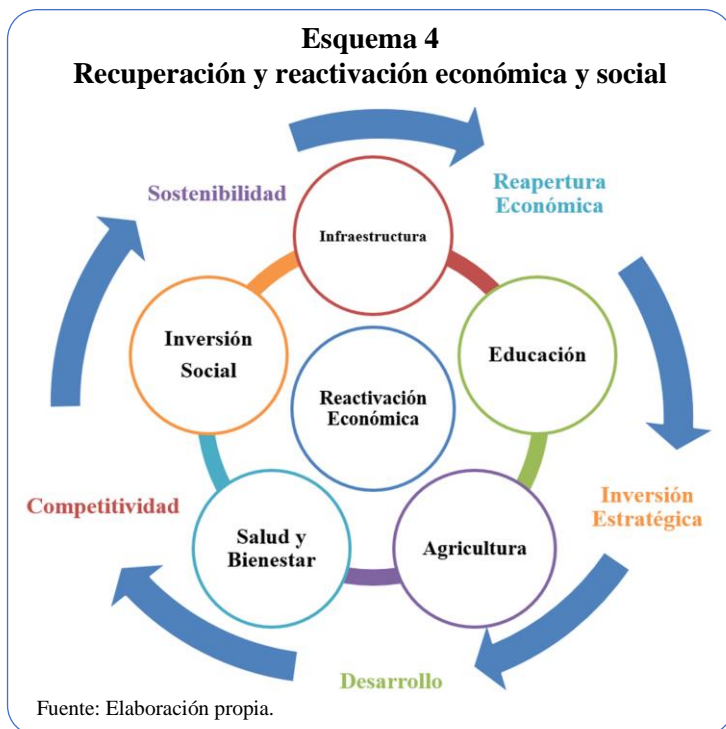 Esquema 4
Recuperación y reactivación económica y social
Sostenibilidad
Reapertura
Económica
Infraestructura
Inversión
Social
Educación
Reactivación
Económica
Competitividad
Inversión
Estratégica
Salud y
Bienestar
Agricultura
Desarrollo
Fuente: Elaboración propia.